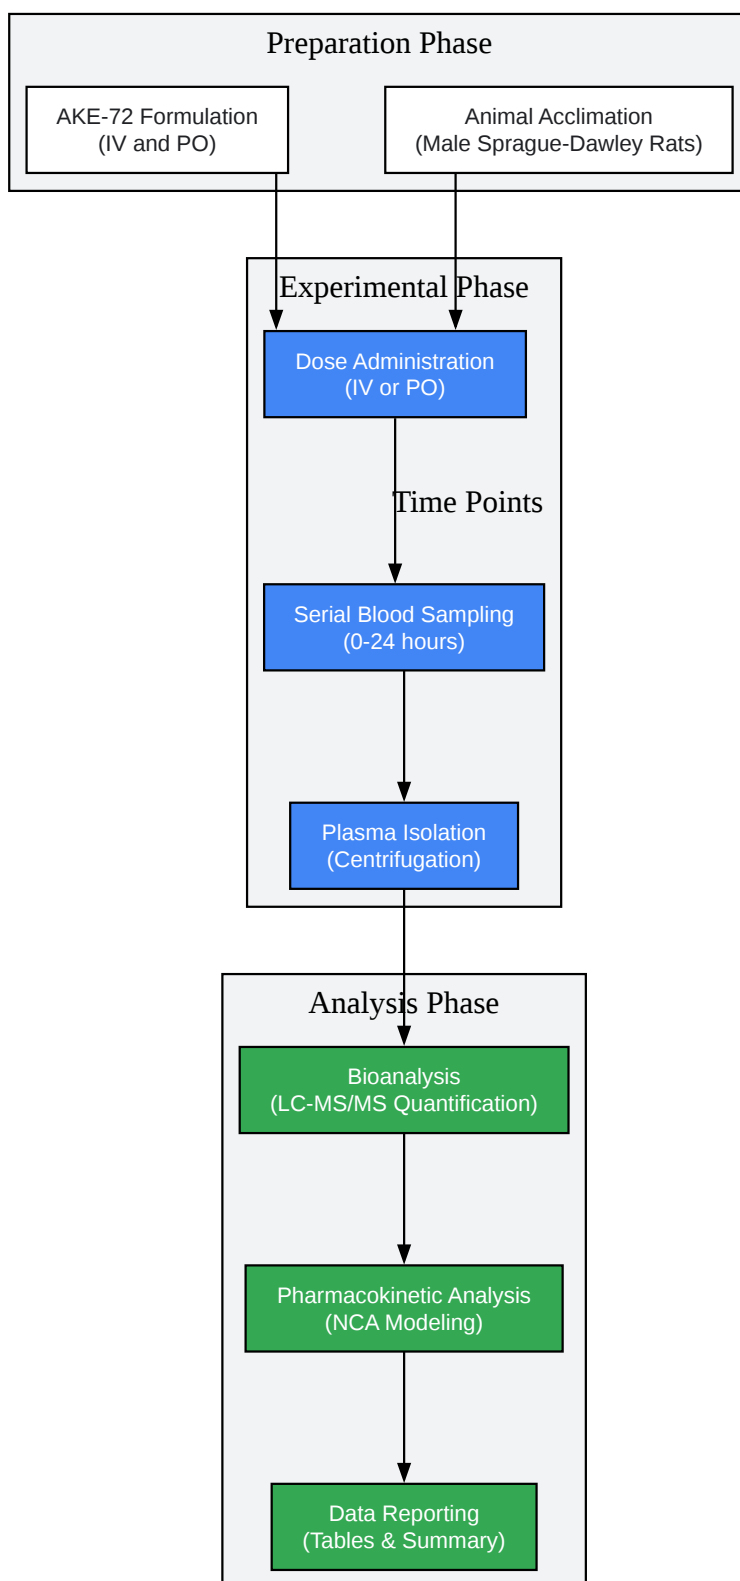 Preparation Phase
AKE-72 Formulation
(IV and PO)
Animal Acclimation
(Male Sprague-Dawley Rats)
Experimental Phase
Dose Administration
(IV or PO)
Time Points
Serial Blood Sampling
(0-24 hours)
Plasma Isolation
(Centrifugation)
Analysis Phase
Bioanalysis
(LC-MS/MS Quantification)
Pharmacokinetic Analysis
(NCA Modeling)
Data Reporting
(Tables & Summary)